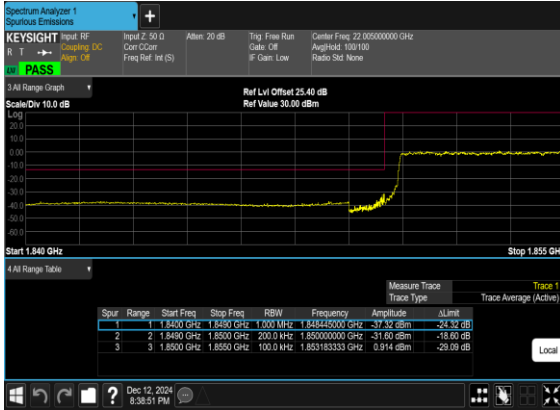 Spectrum Analyzer 1
Spurious Emissions
+
KEYSIGHT Input: RF Input Z: 50 Ω Atten: 20 dB Trig: Free Run Center Freq: 22.005000000 GHz
R T Coupling: DC Corr CCorr Gate: Off Avg|Hold: 100/100
Align: Off Freq Ref: Int (S) IF Gain: Low Radio Std: None
PASS
3 All Range Graph Ref Lvl Offset 25.40 dB
Scale/Div 10.0 dB Ref Value 30.00 dBm
Log
20.0
10.0
0.00
-10.0
-20.0
-30.0
-40.0
-50.0
-60.0
Start 1.840 GHz Stop 1.855 GH
4 All Range Table
Measure Trace Trace 1
Trace Type Trace Average (Active)
Spur Range Start Freq Stop Freq RBW Frequency Amplitude ΔLimit
1 1 1.8400 GHz 1.8490 GHz 1.000 MHz 1.848445000 GHz -37.32 dBm -24.32 dB
2 2 1.8490 GHz 1.8500 GHz 200.0 kHz 1.850000000 GHz -31.60 dBm -18.60 dB
3 3 1.8500 GHz 1.8550 GHz 100.0 kHz 1.853183333 GHz 0.914 dBm -29.09 dB
Local
? Dec 12, 2024
8:38:51 PM